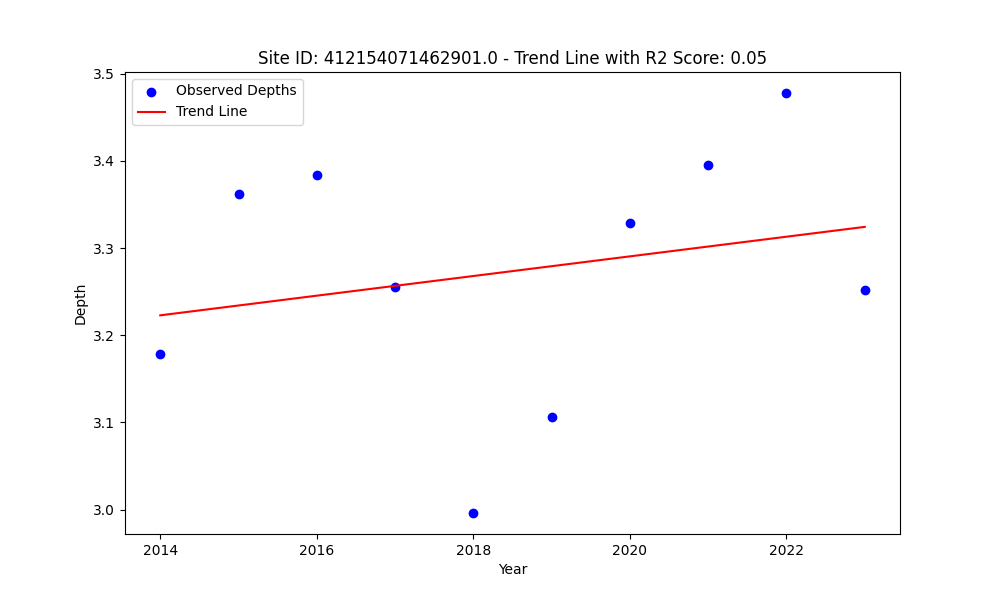 Site ID: 412154071462901.0 - Trend Line with R2 Score: 0.05
Observed Depths
Trend Line
3.5
3.4
3.3
3.2
3.1
3.0
Depth
2014 2016 2018 2020 2022
Year